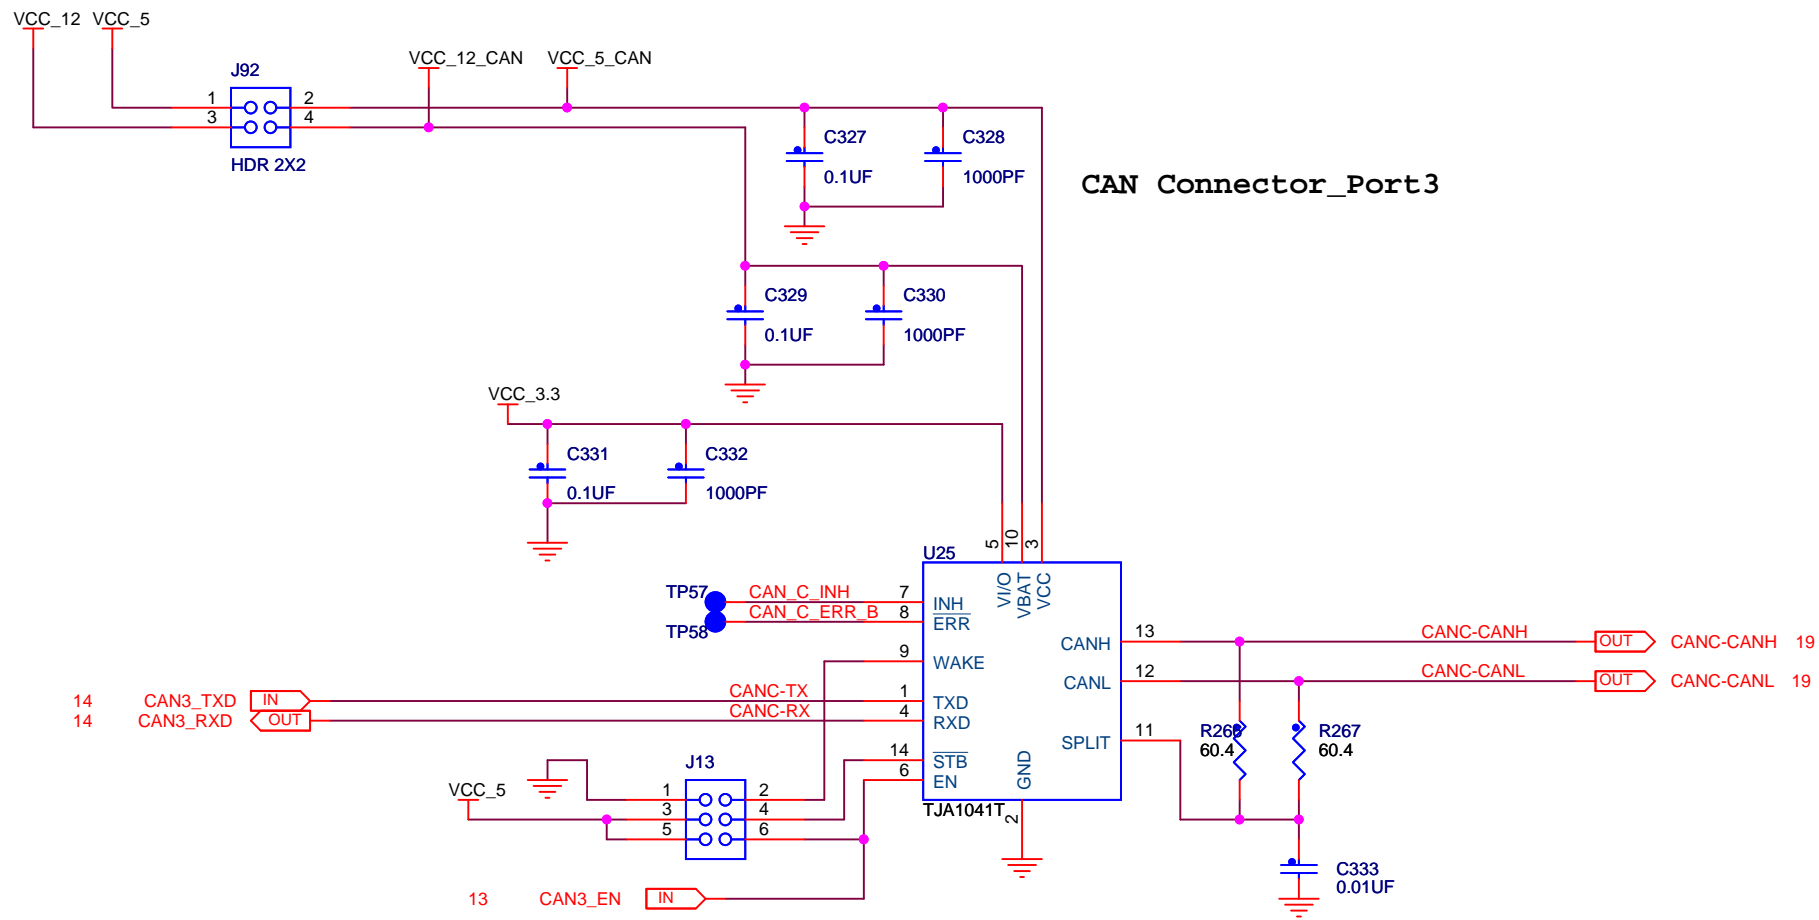 VCC_12 VCC_5
VCC_12_CAN VCC_5_CAN
J92
1 2
3 4
HDR 2X2
C327
0.1UF
C328
1000PF
CAN Connector_Port3
C329
0.1UF
C330
1000PF
VCC_3.3
C331
0.1UF
C332
1000PF
U25
5 10 3
VI/O VBAT VCC
TP57 CAN_C_INH 7 INH
TP58 CAN_C_ERR_B 8 ERR
9 WAKE
14 CAN3_TXD IN CANC-TX 1 TXD
14 CAN3_RXD OUT CANC-RX 4 RXD
14 STB
6 EN
GND
2
TJA1041T
CANH 13 CANC-CANH OUT CANC-CANH 19
CANL 12 CANC-CANL OUT CANC-CANL 19
SPLIT 11
R266
60.4
R267
60.4
C333
0.01UF
J13
VCC_5
1 2
3 4
5 6
13 CAN3_EN IN